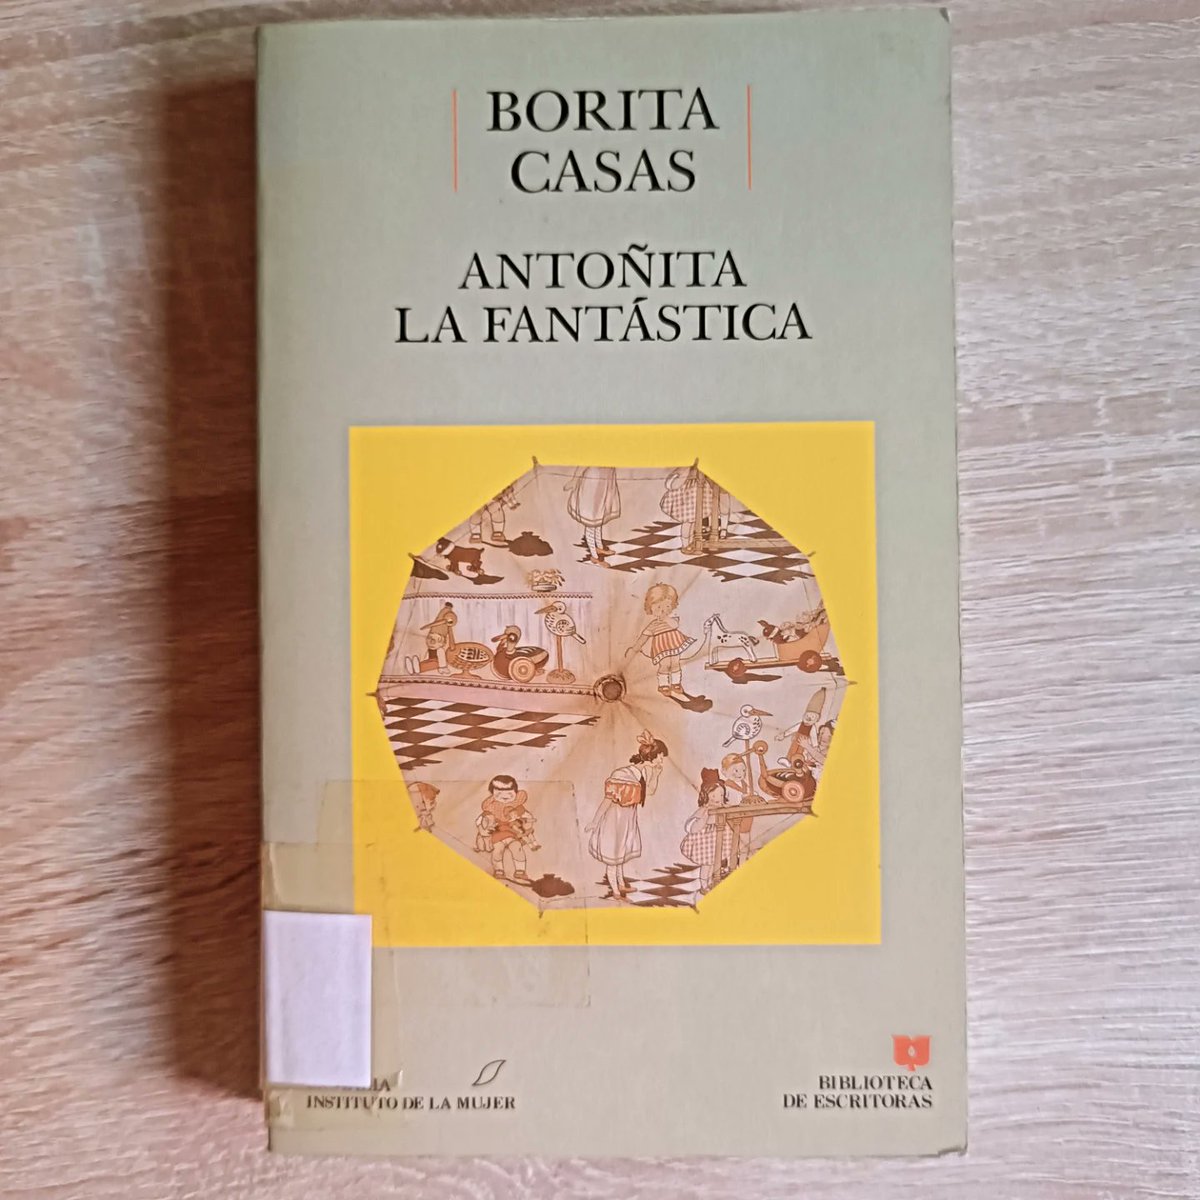 BORITA
CASAS
ANTOÑITA
LA FANTÁSTICA
INSTITUTO DE LA MUJER
BIBLIOTECA
DE ESCRITORAS